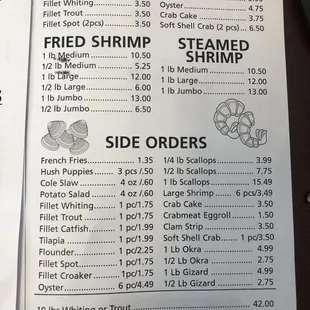 Fillet Whiting 3.50
Fillet Trout 3.50
Fillet Spot (2pcs) 3.50
Oyster 4.75
Crab Cake 3.75
Soft Shell Crab (2 pcs) 6.50
FRIED SHRIMP
1 lb Medium 10.50
1/2 lb Medium 5.25
1 lb Large 12.00
1/2 lb Large 6.00
1 lb Jumbo 13.00
STEAMED
SHRIMP
1 lb Medium 10.50
1 lb Large 12.00
1 lb Jumbo 13.00
SIDE ORDERS
French Fries 1.35
Hush Puppies 3 pcs /.50
Cole Slaw 4 oz /.60
Potato Salad 4 oz /.60
Fillet Whiting 1 pc/1.75
Fillet Trout 1 pc/1.75
Fillet Catfish 1 pc/1.99
Tilapia 1 pc/1.99
Flounder 1 pc/2.25
Fillet Spot 1 pc/1.75
Fillet Croaker 1pc/1.75
Oyster 6 pc/4.49
1/4 lb Scallops 3.99
1/2 lb Scallops 7.75
1 lb Scallops 15.49
Large Shrimp 6 pcs/3.49
Crab Cake 3.50
Crabmeat Eggroll 1.50
Clam Strip 3.50
Soft Shell Crab 1 pc/3.50
1 Lb Okra 4.99
1/2 Lb Okra 2.75
1 Lb Gizard 4.99
1/2 Lb Gizard 2.75
10 lbs Whiting or Trout 42.00